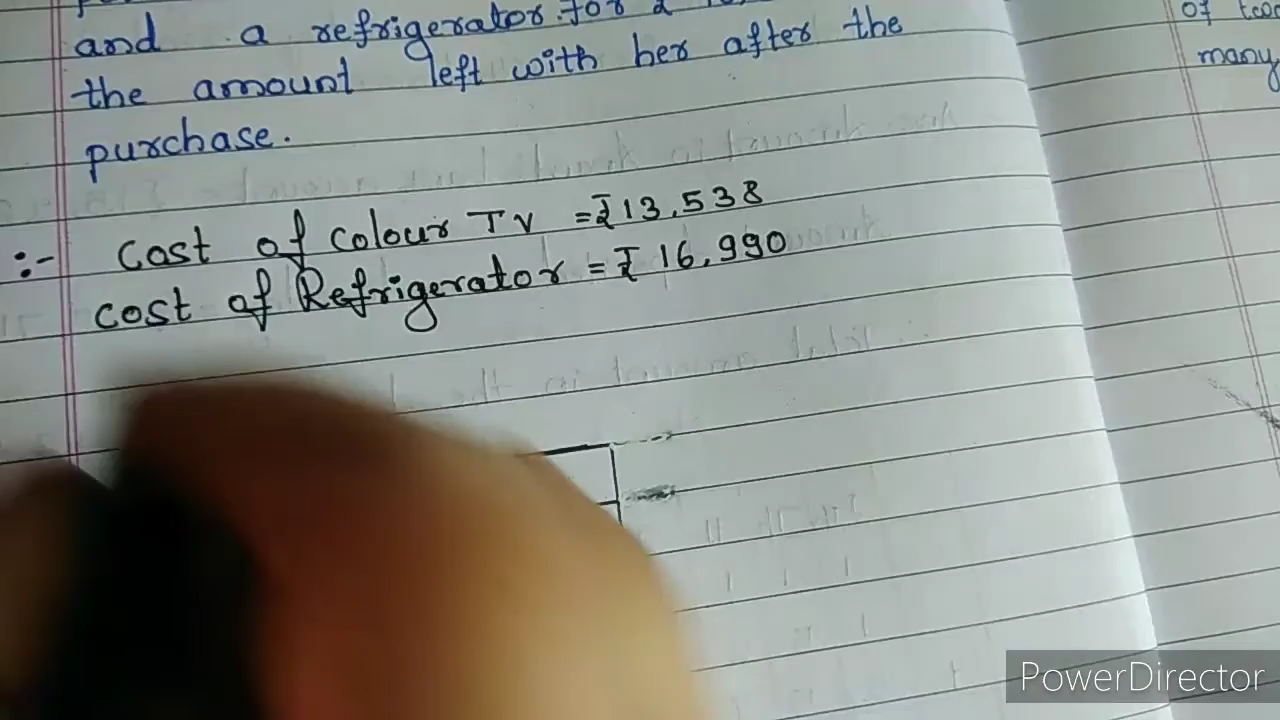 and a refrigerator for
the amount left with her after the
purchase.
:- Cost of colour TV = ₹13,538
cost of Refrigerator = ₹ 16,990
many
PowerDirector